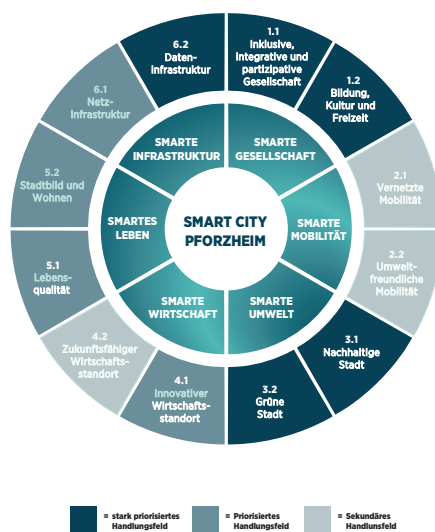 1.1
Inklusive,
Integrative und
partizipative
Gesellschaft
1.2
Bildung,
Kultur und
Freizeit
2.1
Vernetzte
Mobilität
2.2
Umwelt-
freundliche
Mobilität
3.1
Nachhaltige
Stadt
3.2
Grüne
Stadt
4.1
Innovativer
Wirtschafts-
standort
4.2
Zukunftsfähiger
Wirtschafts-
standort
5.1
Lebens-
qualität
5.2
Stadtbild und
Wohnen
6.1
Netz-
Infrastruktur
6.2
Daten-
Infrastruktur
SMARTE
GESELLSCHAFT
SMARTE
MOBILITÄT
SMARTE
UMWELT
SMARTE
WIRTSCHAFT
SMARTES
LEBEN
SMARTE
INFRASTRUKTUR
SMART CITY
PFORZHEIM
= stark priorisiertes
Handlungsfeld
= Priorisiertes
Handlungsfeld
= Sekundäres
Handlunsfeld